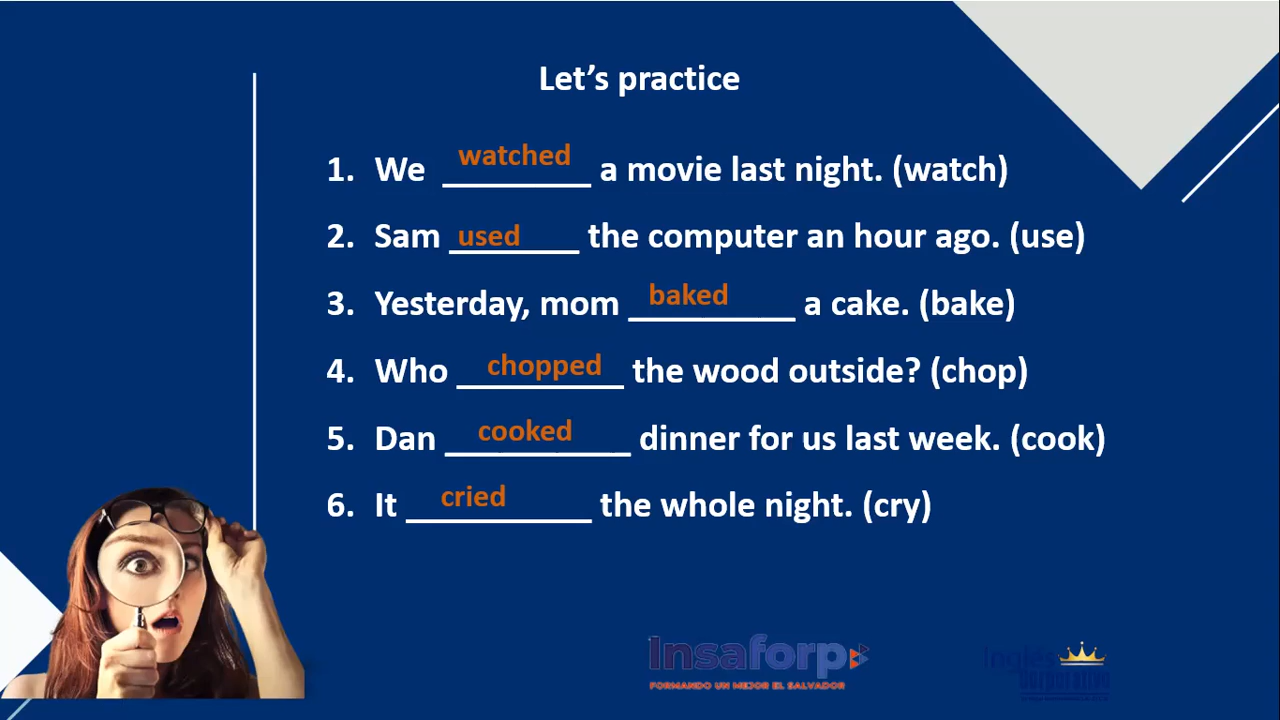 Let's practice
1. We watched a movie last night. (watch)
2. Sam used the computer an hour ago. (use)
3. Yesterday, mom baked a cake. (bake)
4. Who chopped the wood outside? (chop)
5. Dan cooked dinner for us last week. (cook)
6. It cried the whole night. (cry)
Insaforp
FORMANDO UN MEJOR EL SALVADOR
Inglés
Corporativo